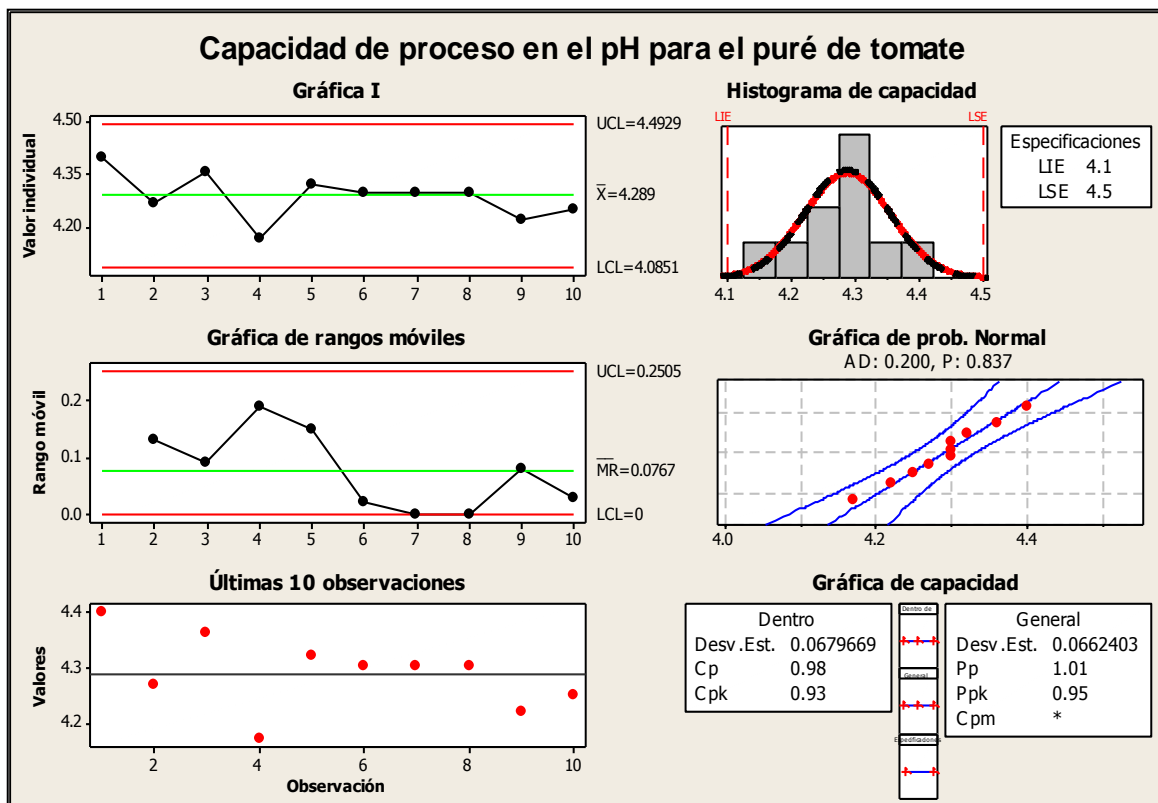 Capacidad de proceso en el pH para el puré de tomate
Gráfica I
Valor individual
4.50
4.35
4.20
UCL=4.4929
X=4.289
LCL=4.0851
1 2 3 4 5 6 7 8 9 10
Histograma de capacidad
LIE LSE
4.1 4.2 4.3 4.4 4.5
Especificaciones
LIE 4.1
LSE 4.5
Gráfica de rangos móviles
Rango móvil
0.2
0.1
0.0
UCL=0.2505
MR=0.0767
LCL=0
1 2 3 4 5 6 7 8 9 10
Gráfica de prob. Normal
AD: 0.200, P: 0.837
4.0 4.2 4.4
Últimas 10 observaciones
Valores
4.4
4.3
4.2
2 4 6 8 10
Observación
Gráfica de capacidad
Dentro
Desv.Est. 0.0679669
Cp 0.98
Cpk 0.93
Dentro de
General
Especificaciones
General
Desv.Est. 0.0662403
Pp 1.01
Ppk 0.95
Cpm *